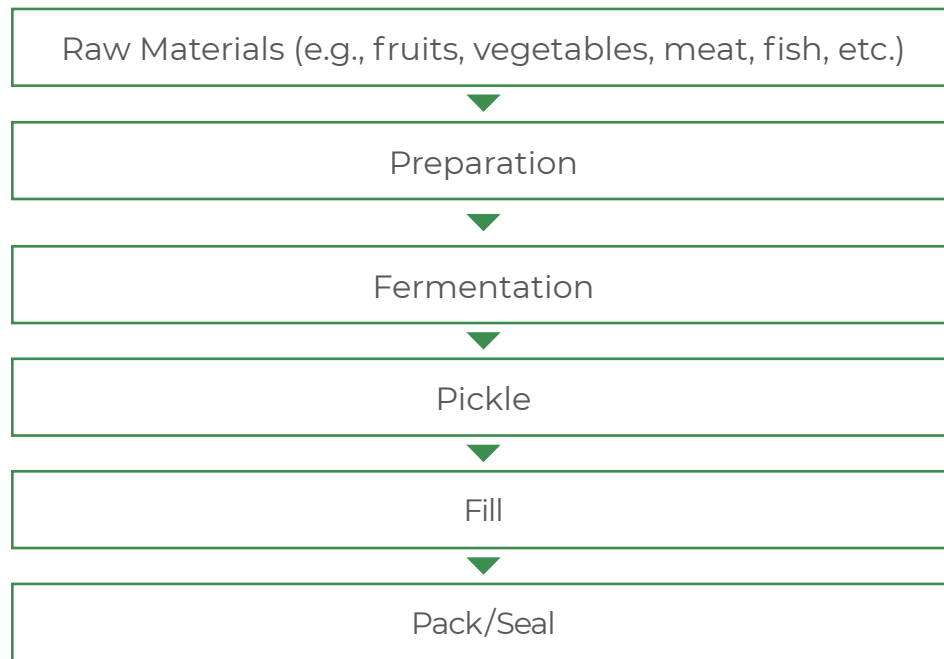 Raw Materials (e.g., fruits, vegetables, meat, fish, etc.)
Preparation
Fermentation
Pickle
Fill
Pack/Seal